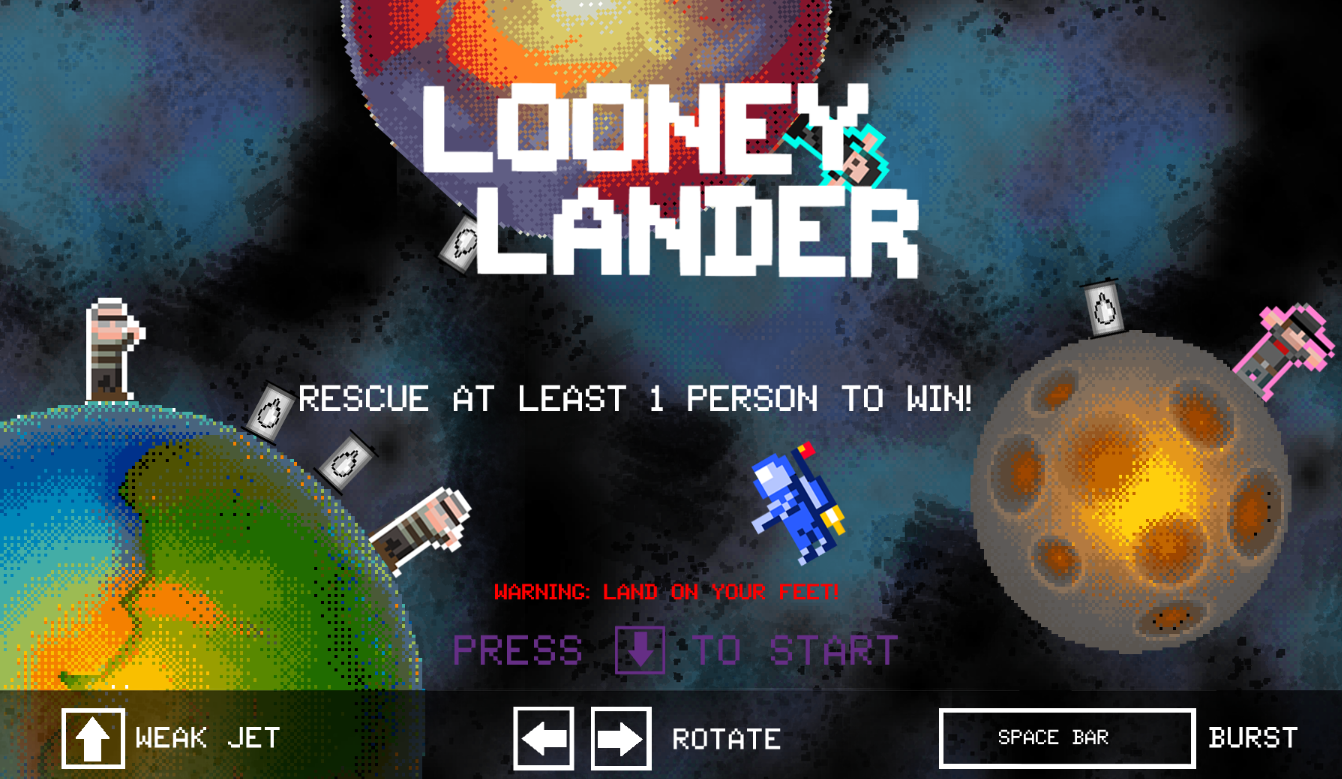 LOONEY
LANDER
RESCUE AT LEAST 1 PERSON TO WIN!
WARNING: LAND ON YOUR FEET!
PRESS ⬇ TO START
⬆ WEAK JET
⬅ ➡ ROTATE
SPACE BAR BURST